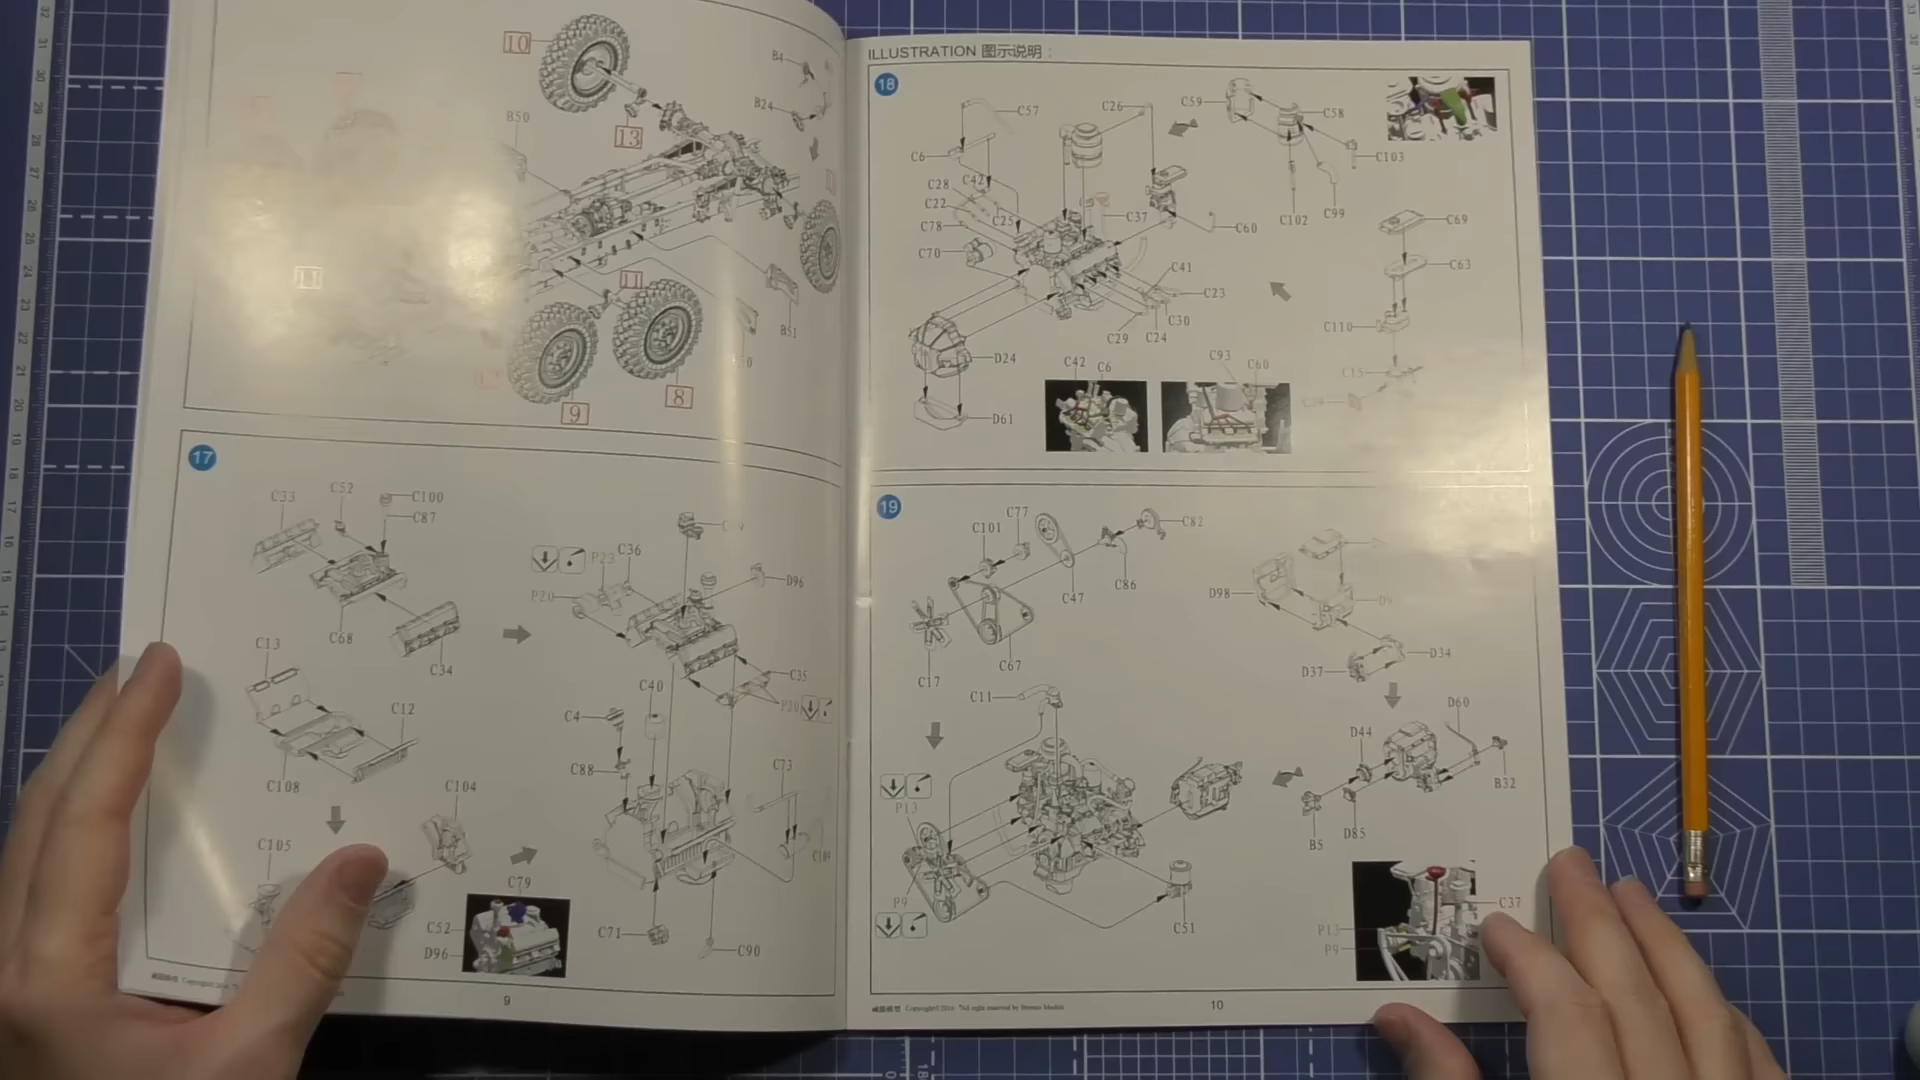 10
13
B50
B4
B24
11
11
B51
12
9
8
17
C33
C52
C100
C87
C68
C34
C13
C12
C108
C105
C104
P23
C36
P20
D96
C35
P20
C40
C4
C88
C73
C71
C90
C79
C52
D96
9
ILLUSTRATION 图示说明：
18
C57
C26
C59
C58
C103
C6
C28
C42
C22
C25
C78
C70
C37
C60
C102
C99
C69
C63
C110
C15
C41
C23
C30
C24
C29
D24
D61
C42
C6
C93
C60
19
C101
C77
C82
C86
C47
C67
C17
D98
D37
D34
C11
D60
D44
B32
B5
D85
P13
P9
C51
C37
P13
P9
10